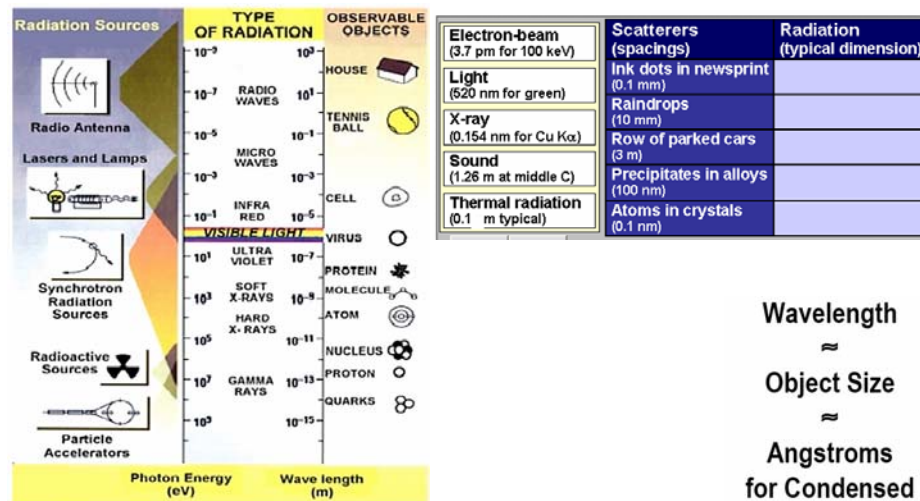 Radiation Sources
Radio Antenna
Lasers and Lamps
Synchrotron
Radiation
Sources
Radioactive
Sources
Particle
Accelerators
TYPE
OF RADIATION
OBSERVABLE
OBJECTS
10⁻⁹
10³
HOUSE
10⁻⁷
RADIO
WAVES
10¹
TENNIS
BALL
10⁻⁵
10⁻¹
MICRO
WAVES
10⁻³
10⁻³
CELL
10⁻¹
INFRA
RED
10⁻⁵
VISIBLE LIGHT
VIRUS
10¹
ULTRA
VIOLET
10⁻⁷
PROTEIN
SOFT
X-RAYS
MOLECULE
10³
10⁻⁹
HARD
X- RAYS
ATOM
10⁵
10⁻¹¹
NUCLEUS
PROTON
10⁷
GAMMA
RAYS
10⁻¹³
QUARKS
10⁻¹⁵
Photon Energy
(eV)
Wave length
(m)
Electron-beam
(3.7 pm for 100 keV)
Light
(520 nm for green)
X-ray
(0.154 nm for Cu Kα)
Sound
(1.26 m at middle C)
Thermal radiation
(0.1 m typical)
Scatterers
(spacings)
Radiation
(typical dimension)
Ink dots in newsprint
(0.1 mm)
Raindrops
(10 mm)
Row of parked cars
(3 m)
Precipitates in alloys
(100 nm)
Atoms in crystals
(0.1 nm)
Wavelength
≈
Object Size
≈
Angstroms
for Condensed